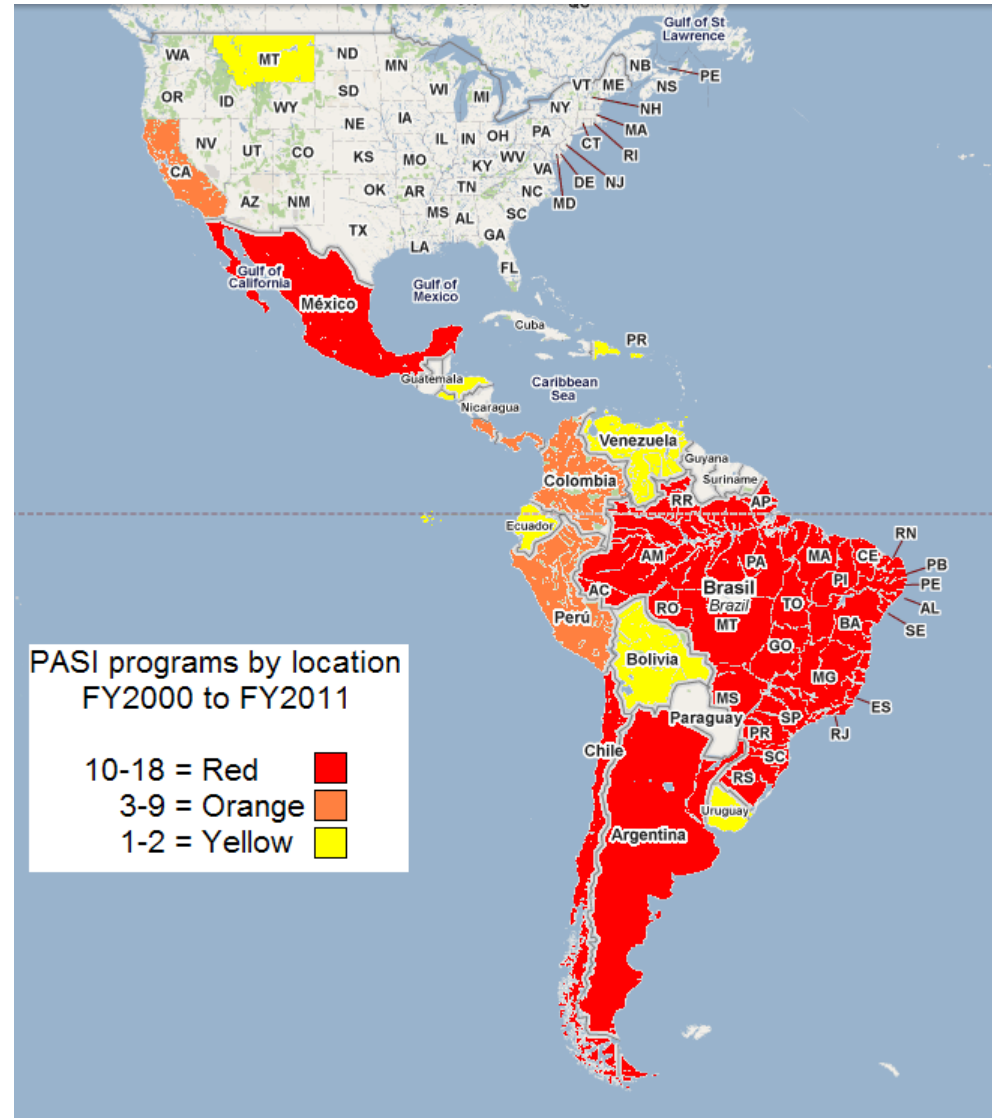 Gulf of St
Lawrence
WA
MT
ND
MN
NB
PE
OR
ID
SD
WI
MI
VT
ME
NS
WY
NY
NH
NV
NE
IA
MA
CA
UT
CO
IL
IN
OH
PA
CT
RI
KS
MO
KY
WV
VA
DE
NJ
AZ
NM
OK
AR
TN
NC
MD
MS
AL
SC
TX
GA
LA
FL
Gulf of
California
México
Gulf of
Mexico
Cuba
PR
Guatemala
Caribbean
Sea
Nicaragua
Venezuela
Guyana
Colombia
Suriname
RR
AP
Ecuador
RN
AM
PA
MA
CE
PB
AC
Brasil
Brazil
PI
PE
RO
TO
AL
Perú
MT
BA
SE
GO
Bolivia
MG
MS
ES
Paraguay
SP
PR
RJ
Chile
SC
RS
Uruguay
Argentina
PASI programs by location
FY2000 to FY2011
10-18 = Red
3-9 = Orange
1-2 = Yellow